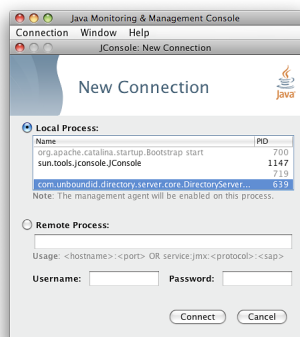 Java Monitoring & Management Console
Connection Window Help
JConsole: New Connection
New Connection
Java
Local Process:
Name PID
org.apache.catalina.startup.Bootstrap start 700
sun.tools.jconsole.JConsole 1147
719
com.unboundid.directory.server.core.DirectoryServer... 639
Note: The management agent will be enabled on this process.
Remote Process:
Usage: <hostname>:<port> OR service:jmx:<protocol>:<sap>
Username: Password:
Connect Cancel